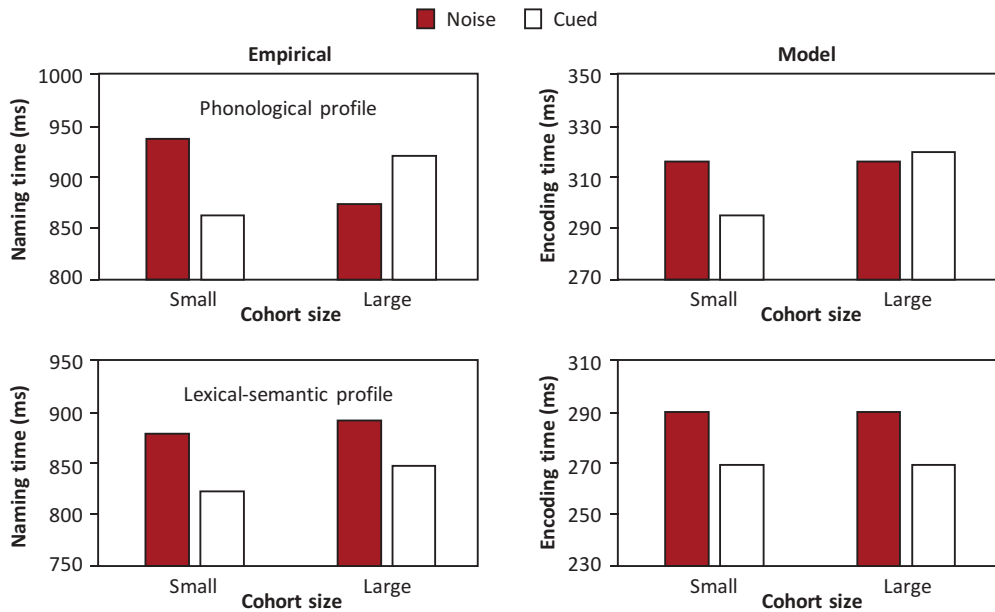 Noise Cued
Empirical
Model
Naming time (ms)
1000
950
900
850
800
Phonological profile
Small Large
Cohort size
Encoding time (ms)
350
330
310
290
270
Small Large
Cohort size
Naming time (ms)
950
900
850
800
750
Lexical-semantic profile
Small Large
Cohort size
Encoding time (ms)
310
290
270
250
230
Small Large
Cohort size